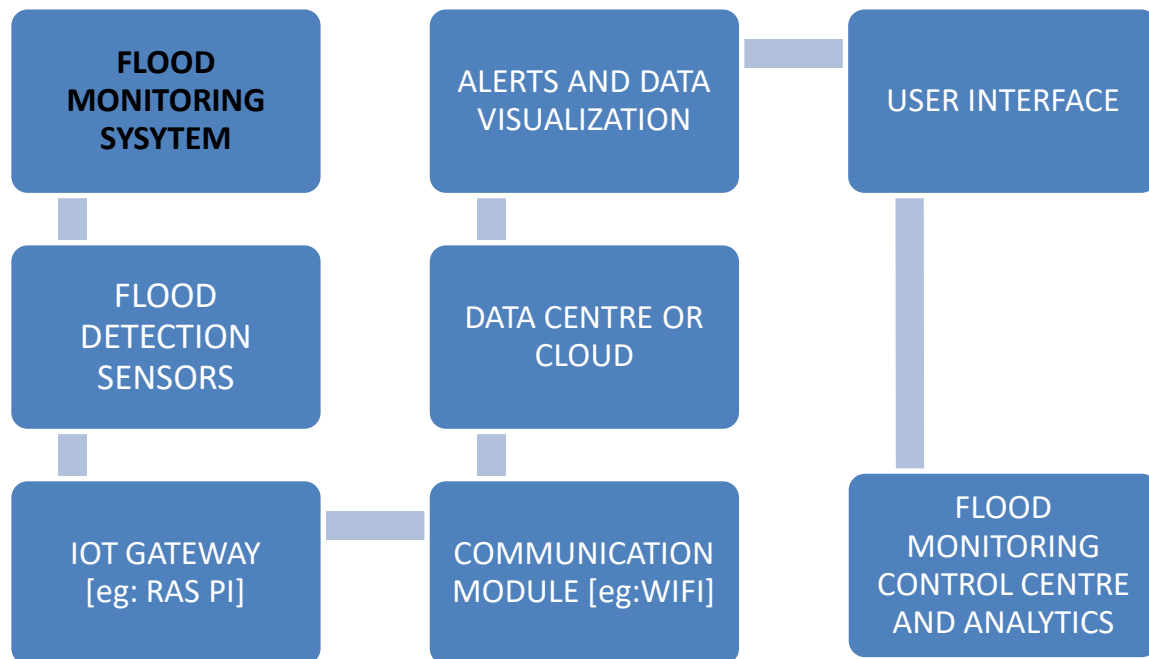 FLOOD
MONITORING
SYSYTEM
FLOOD
DETECTION
SENSORS
IOT GATEWAY
[eg: RAS PI]
COMMUNICATION
MODULE [eg:WIFI]
DATA CENTRE OR
CLOUD
ALERTS AND DATA
VISUALIZATION
USER INTERFACE
FLOOD
MONITORING
CONTROL CENTRE
AND ANALYTICS